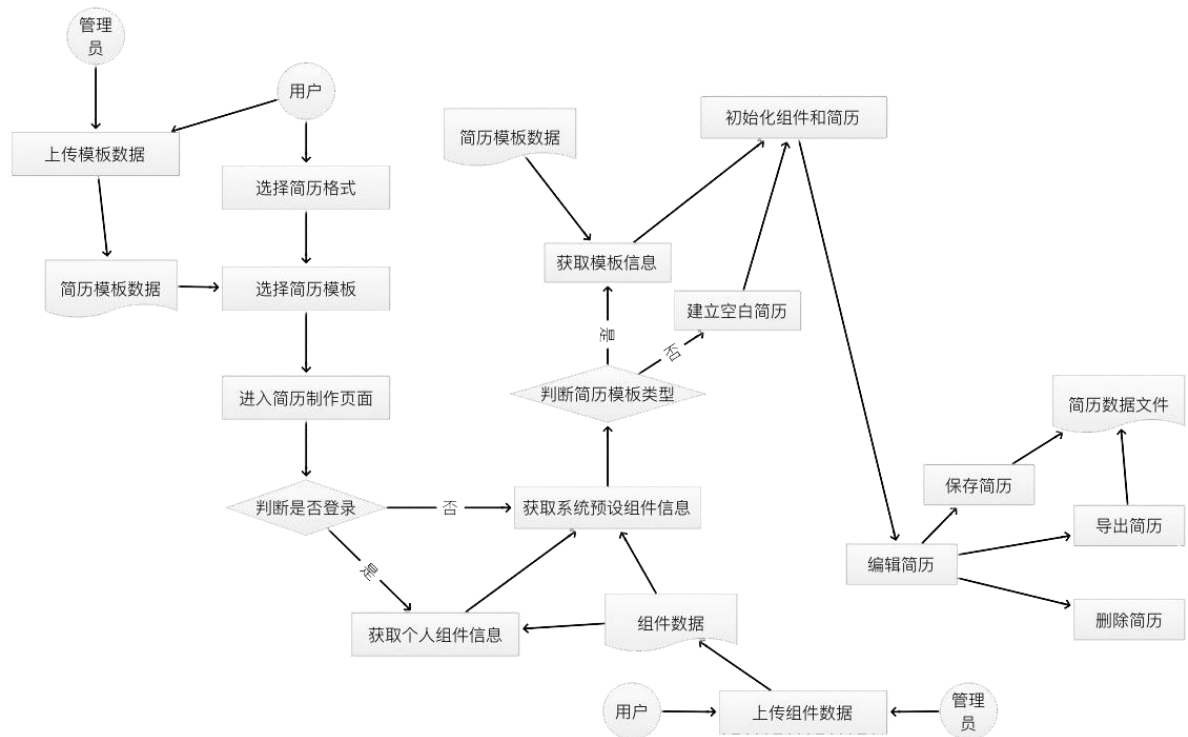 管理
员
用户
上传模板数据
选择简历格式
简历模板数据
选择简历模板
进入简历制作页面
判断是否登录
否
是
获取个人组件信息
简历模板数据
初始化组件和简历
获取模板信息
建立空白简历
是
否
判断简历模板类型
获取系统预设组件信息
组件数据
用户
上传组件数据
管理
员
简历数据文件
保存简历
导出简历
编辑简历
删除简历